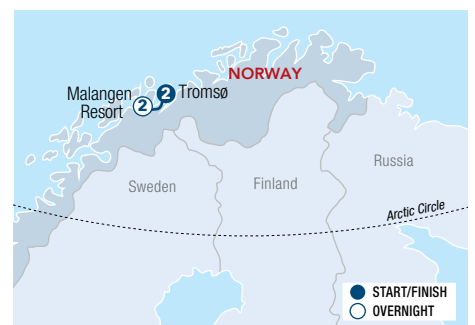 NORWAY
Malangen
Resort
2
2
Tromsø
Sweden
Finland
Russia
Arctic Circle
START/FINISH
OVERNIGHT